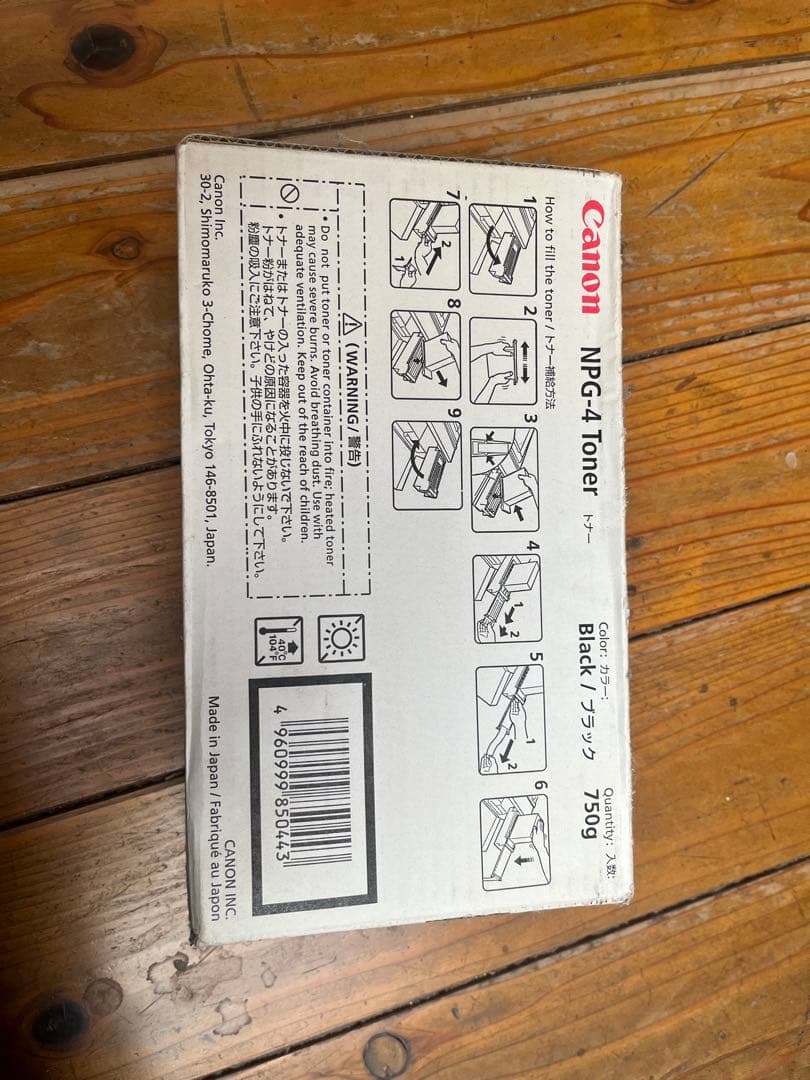 Canon NPG-4 Toner トナー
Color: カラー:
Black / ブラック
Quantity: 入数:
750g
How to fill the toner / トナー補給方法
1 2 3 4 5 6
1 2
1
2
7 8 9
2
1
⚠ (WARNING / 警告)
• Do not put toner or toner container into fire; heated toner
may cause severe burns. Avoid breathing dust. Use with
adequate ventilation. Keep out of the reach of children.
• トナーまたはトナーの入った容器を火中に投じないで下さい。
トナー粉がはねて、やけどの原因になることがあります。
粉塵の吸入にご注意下さい。子供の手にふれないようにして下さい。
40°C
104°F
4 960999 850443
Canon Inc.
30-2, Shimomaruko 3-Chome, Ohta-ku, Tokyo 146-8501, Japan.
CANON INC.
Made in Japan / Fabriqué au Japon